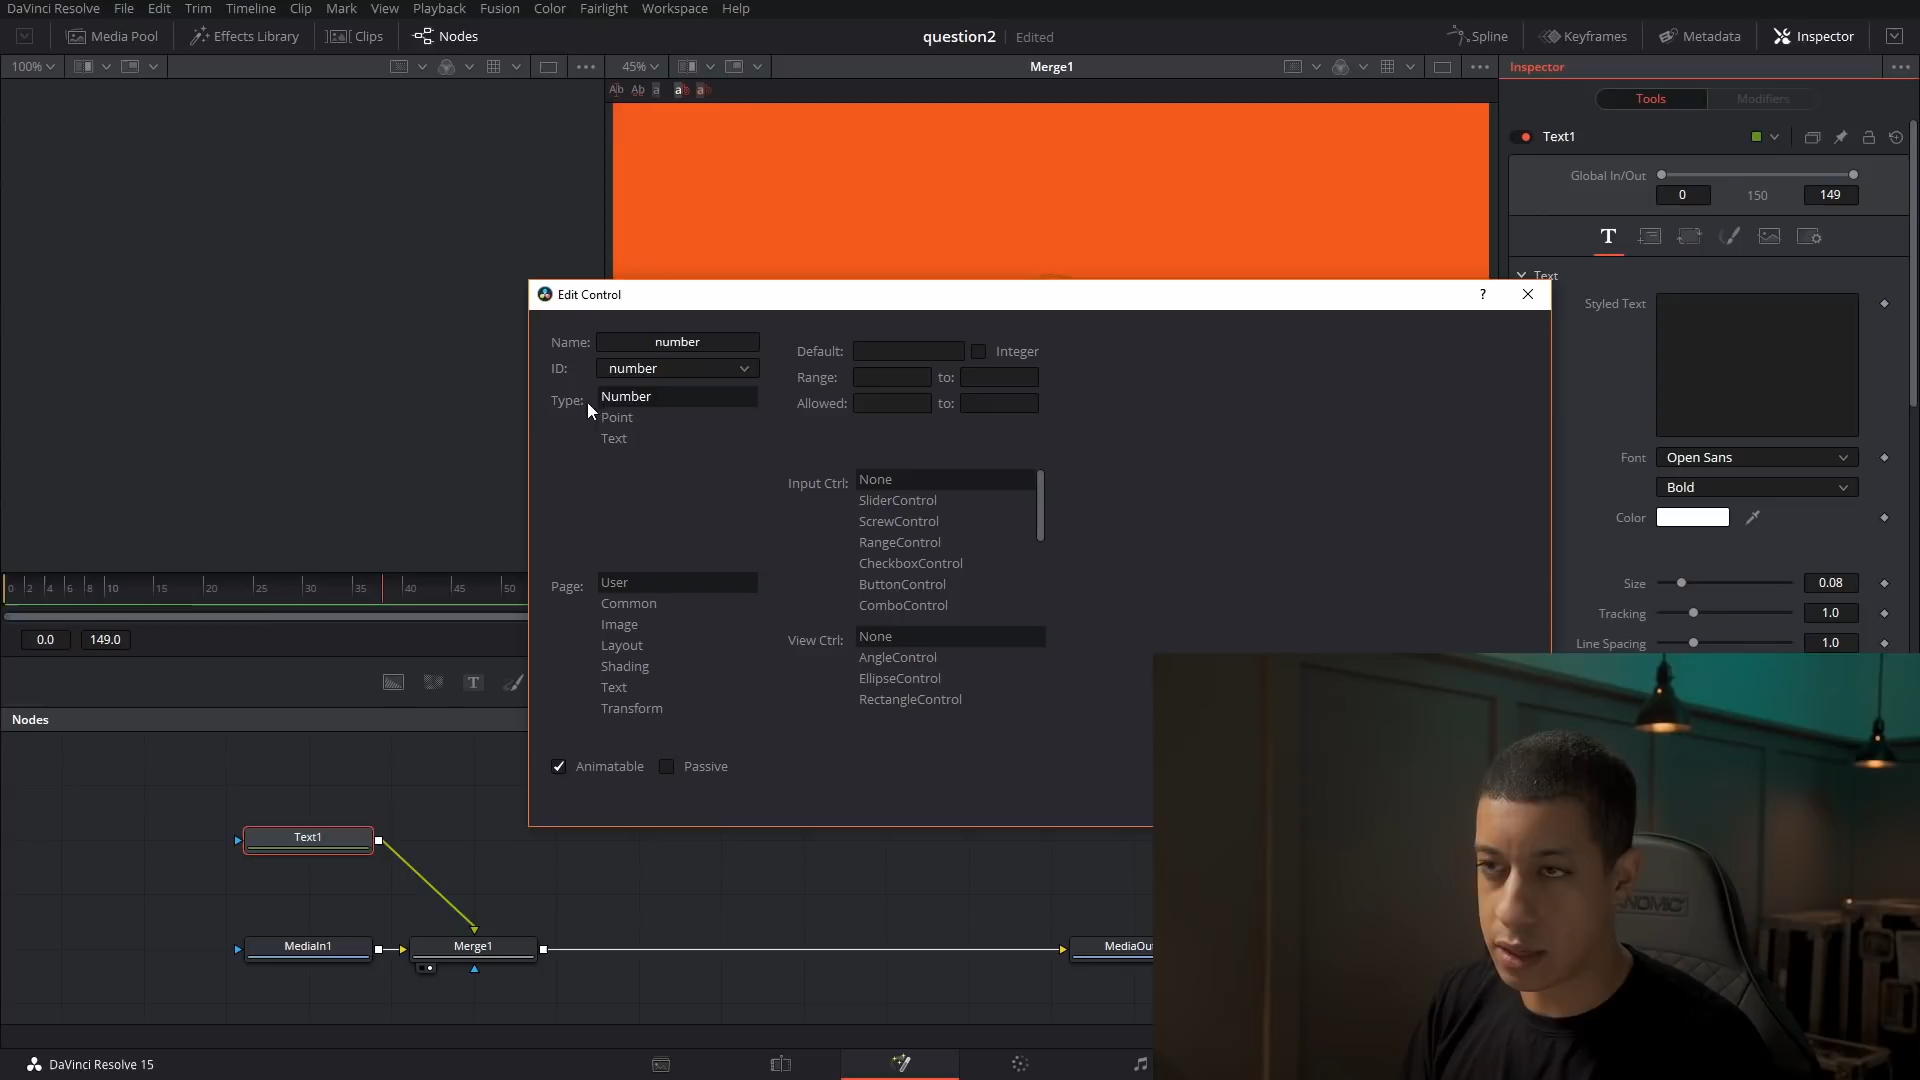 DaVinci Resolve File Edit Trim Timeline Clip Mark View Playback Fusion Color Fairlight Workspace Help
Media Pool Effects Library Clips Nodes question2 Edited Spline Keyframes Metadata Inspector
100% 45% Merge1 Inspector
Ab Ab a ab ab
Tools Modifiers
Text1
Global In/Out
0 150 149
T
Text
Styled Text
Font Open Sans
Bold
Color
Size 0.08
Tracking 1.0
Line Spacing 1.0
Edit Control ?
Name: number
ID: number
Type: Number
Point
Text
Default: Integer
Range: to:
Allowed: to:
Input Ctrl: None
SliderControl
ScrewControl
RangeControl
CheckboxControl
ButtonControl
ComboControl
Page: User
Common
Image
Layout
Shading
Text
Transform
View Ctrl: None
AngleControl
EllipseControl
RectangleControl
Animatable Passive
0 2 4 6 8 10 15 20 25 30 35 40 45 50
0.0 149.0
T
Nodes
Text1
MediaIn1 Merge1 MediaOu
DaVinci Resolve 15